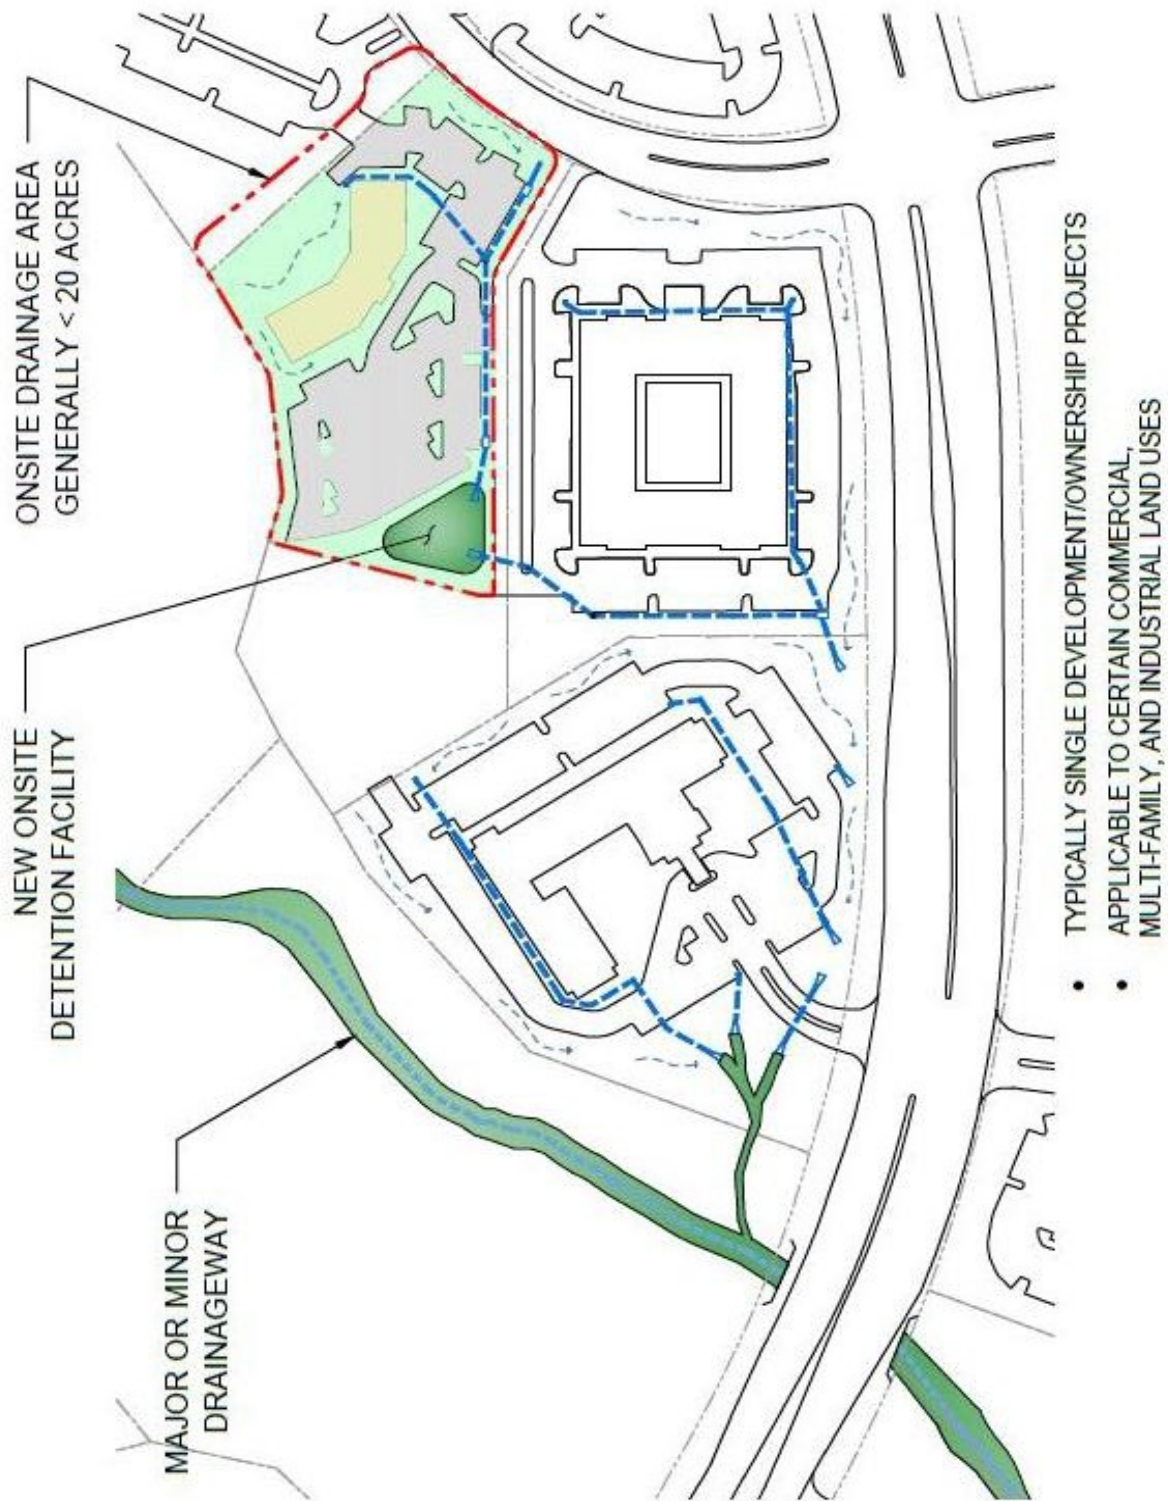 MAJOR OR MINOR
DRAINAGEWAY
NEW ONSITE
DETENTION FACILITY
ONSITE DRAINAGE AREA
GENERALLY < 20 ACRES
• TYPICALLY SINGLE DEVELOPMENT/OWNERSHIP PROJECTS
• APPLICABLE TO CERTAIN COMMERCIAL,
MULTI-FAMILY, AND INDUSTRIAL LAND USES